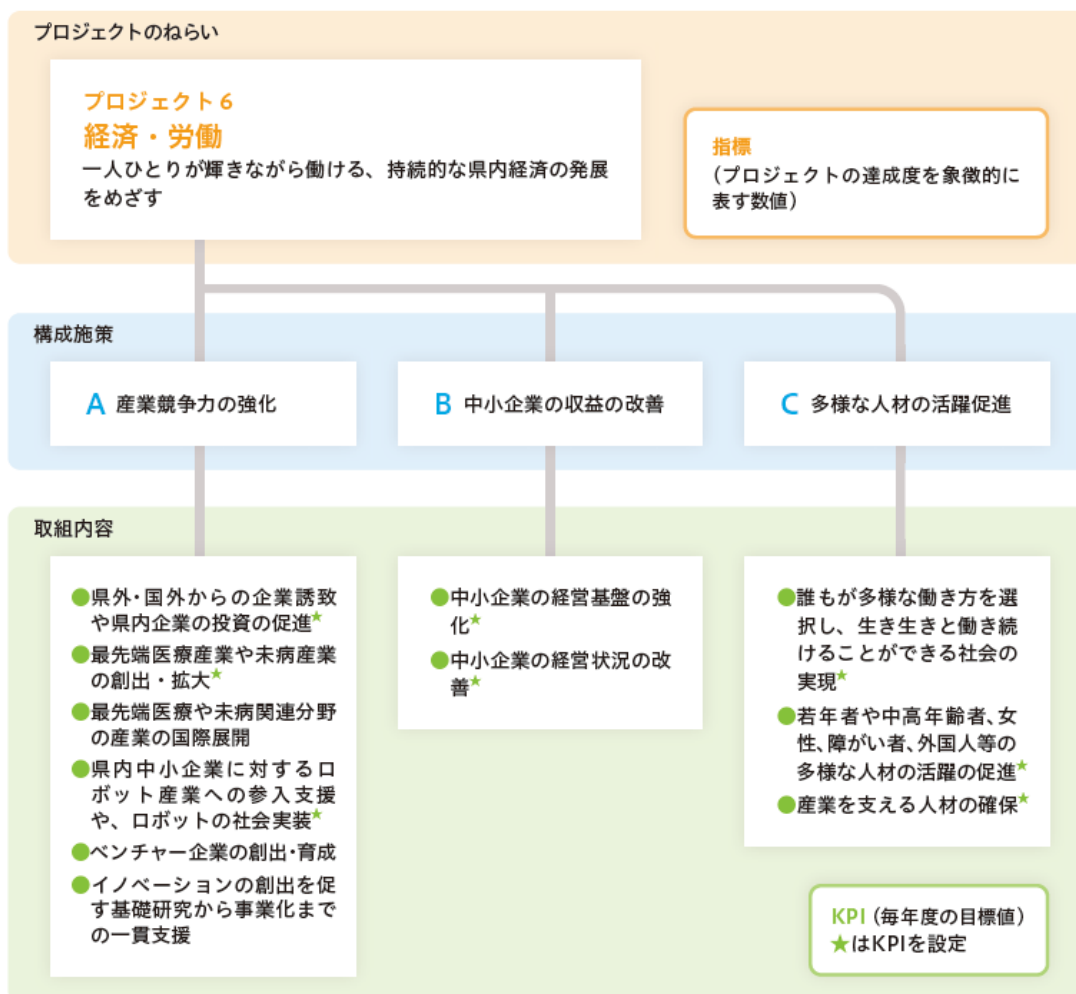 プロジェクトのねらい
プロジェクト 6
経済・労働
一人ひとりが輝きながら働ける、持続的な県内経済の発展
をめざす
指標
(プロジェクトの達成度を象徴的に
表す数値)
構成施策
A 産業競争力の強化
B 中小企業の収益の改善
C 多様な人材の活躍促進
取組内容
●県外・国外からの企業誘致
や県内企業の投資の促進★
●最先端医療産業や未病産業
の創出・拡大★
●最先端医療や未病関連分野
の産業の国際展開
●県内中小企業に対するロ
ボット産業への参入支援
や、ロボットの社会実装★
●ベンチャー企業の創出・育成
●イノベーションの創出を促
す基礎研究から事業化まで
の一貫支援
●中小企業の経営基盤の強
化★
●中小企業の経営状況の改
善★
●誰もが多様な働き方を選
択し、生き生きと働き続
けることができる社会の
実現★
●若年者や中高年齢者、女
性、障がい者、外国人等の
多様な人材の活躍の促進★
●産業を支える人材の確保★
KPI (毎年度の目標値)
★はKPIを設定